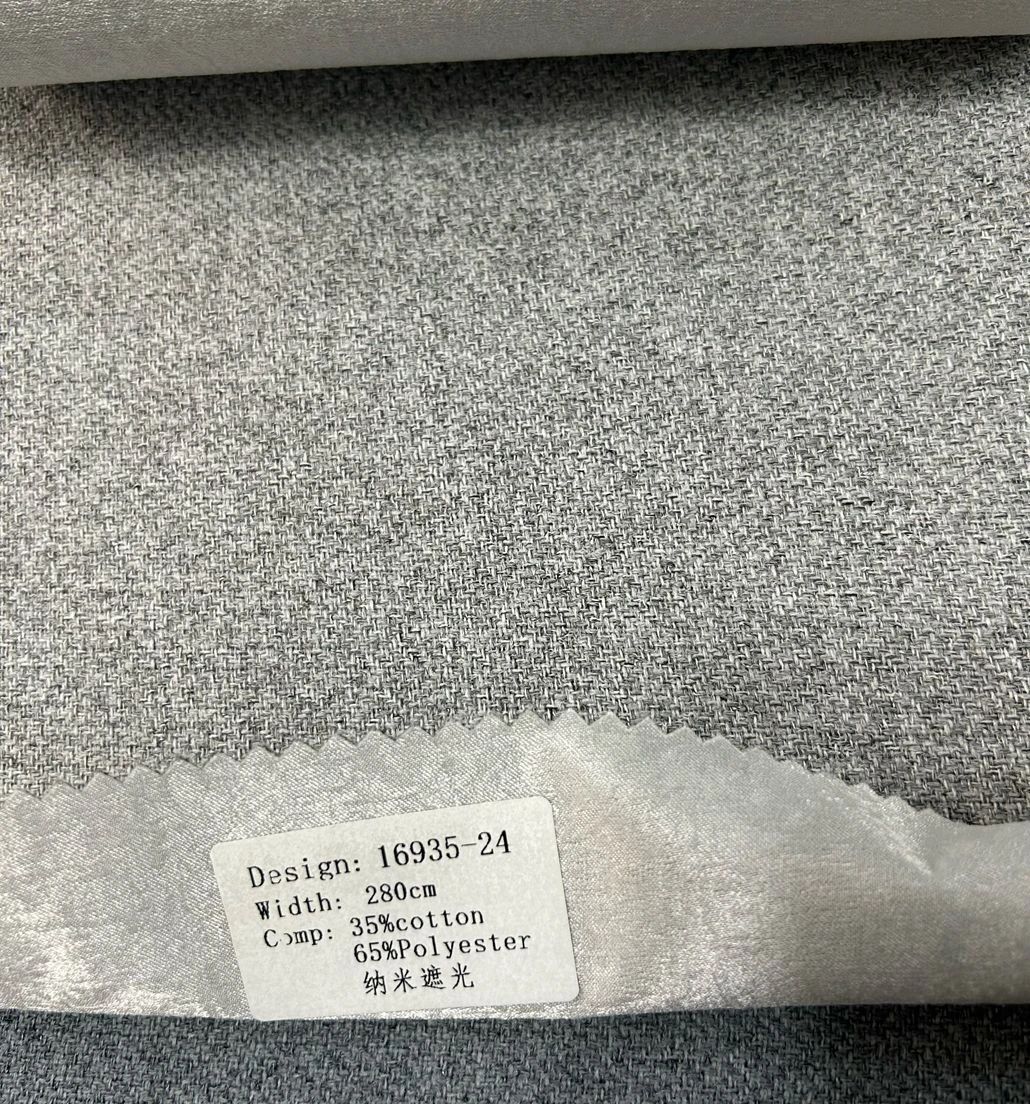 Design: 16935-24
Width: 280cm
Comp: 35%cotton
65%Polyester
纳米遮光